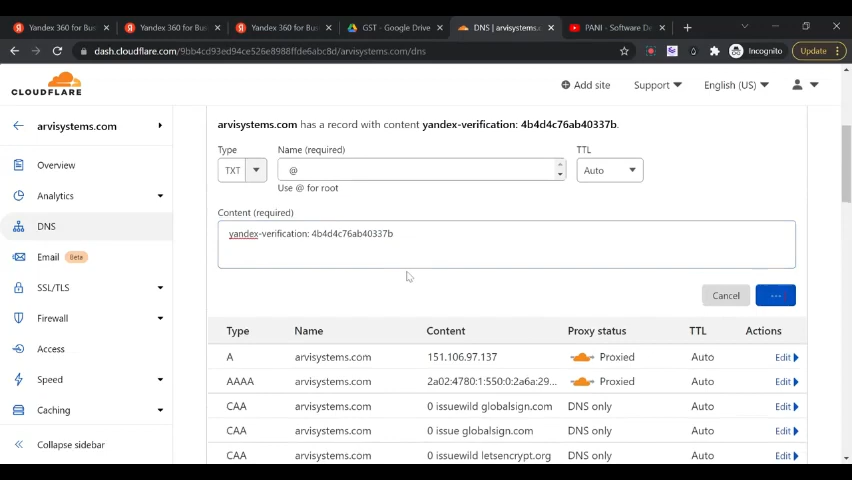 Yandex 360 for Bus
Yandex 360 for Bus
Yandex 360 for Bus
GST - Google Drive
DNS | arvisystems.c
PANI - Software De
dash.cloudflare.com/9bb4cd93ed94ce526e8988ffde6abc8d/arvisystems.com/dns
Incognito
Update
CLOUDFLARE
Add site
Support
English (US)
arvisystems.com
Overview
Analytics
DNS
Email Beta
SSL/TLS
Firewall
Access
Speed
Caching
Collapse sidebar
arvisystems.com has a record with content yandex-verification: 4b4d4c76ab40337b.
Type Name (required) TTL
TXT @ Auto
Use @ for root
Content (required)
yandex-verification: 4b4d4c76ab40337b
Cancel ...
Type Name Content Proxy status TTL Actions
A arvisystems.com 151.106.97.137 Proxied Auto Edit
AAAA arvisystems.com 2a02:4780:1:550:0:2a6a:29... Proxied Auto Edit
CAA arvisystems.com 0 issuewild globalsign.com DNS only Auto Edit
CAA arvisystems.com 0 issue globalsign.com DNS only Auto Edit
CAA arvisystems.com 0 issuewild letsencrypt.org DNS only Auto Edit